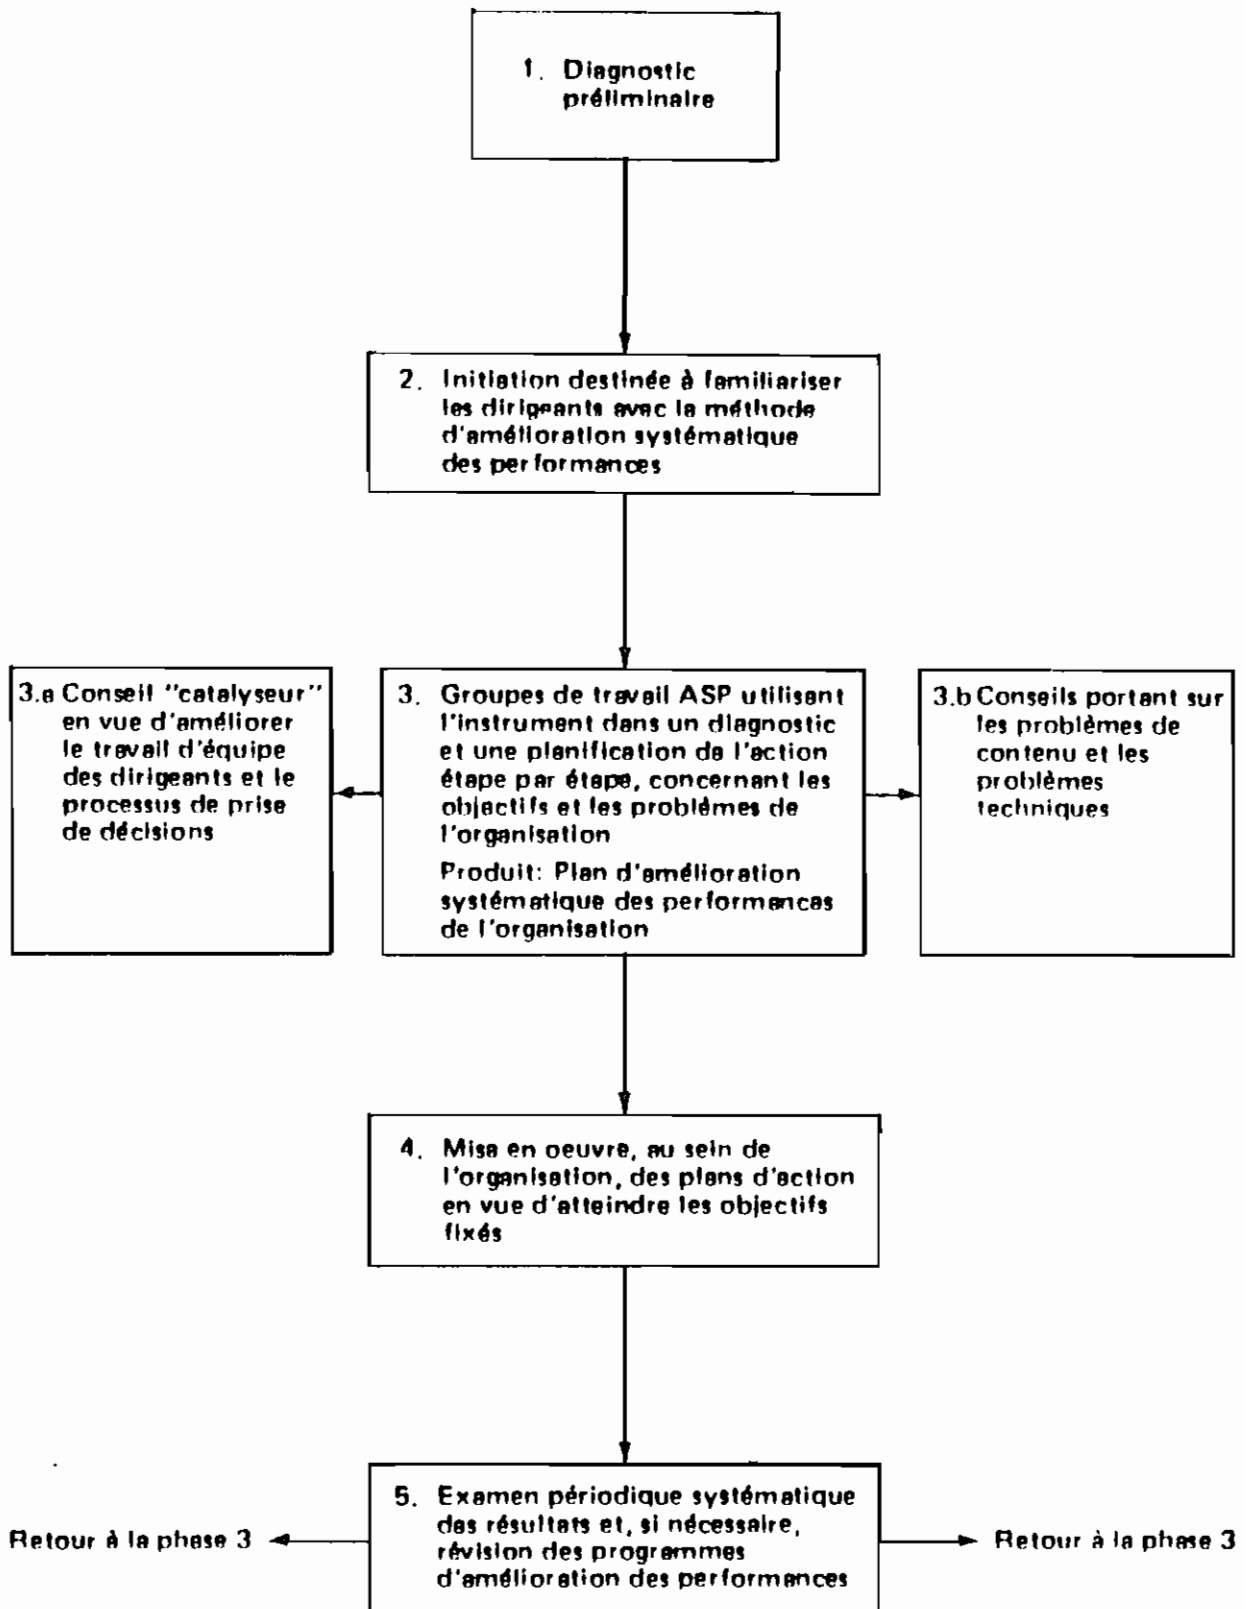 1. Diagnostic
préliminaire
2. Initiation destinée à familiariser
les dirigeants avec la méthode
d'amélioration systématique
des performances
3.a Conseil "catalyseur"
en vue d'améliorer
le travail d'équipe
des dirigeants et le
processus de prise
de décisions
3. Groupes de travail ASP utilisant
l'instrument dans un diagnostic
et une planification de l'action
étape par étape, concernant les
objectifs et les problèmes de
l'organisation
Produit: Plan d'amélioration
systématique des performances
de l'organisation
3.b Conseils portant sur
les problèmes de
contenu et les
problèmes
techniques
4. Mise en oeuvre, au sein de
l'organisation, des plans d'action
en vue d'atteindre les objectifs
fixés
5. Examen périodique systématique
des résultats et, si nécessaire,
révision des programmes
d'amélioration des performances
Retour à la phase 3
Retour à la phase 3